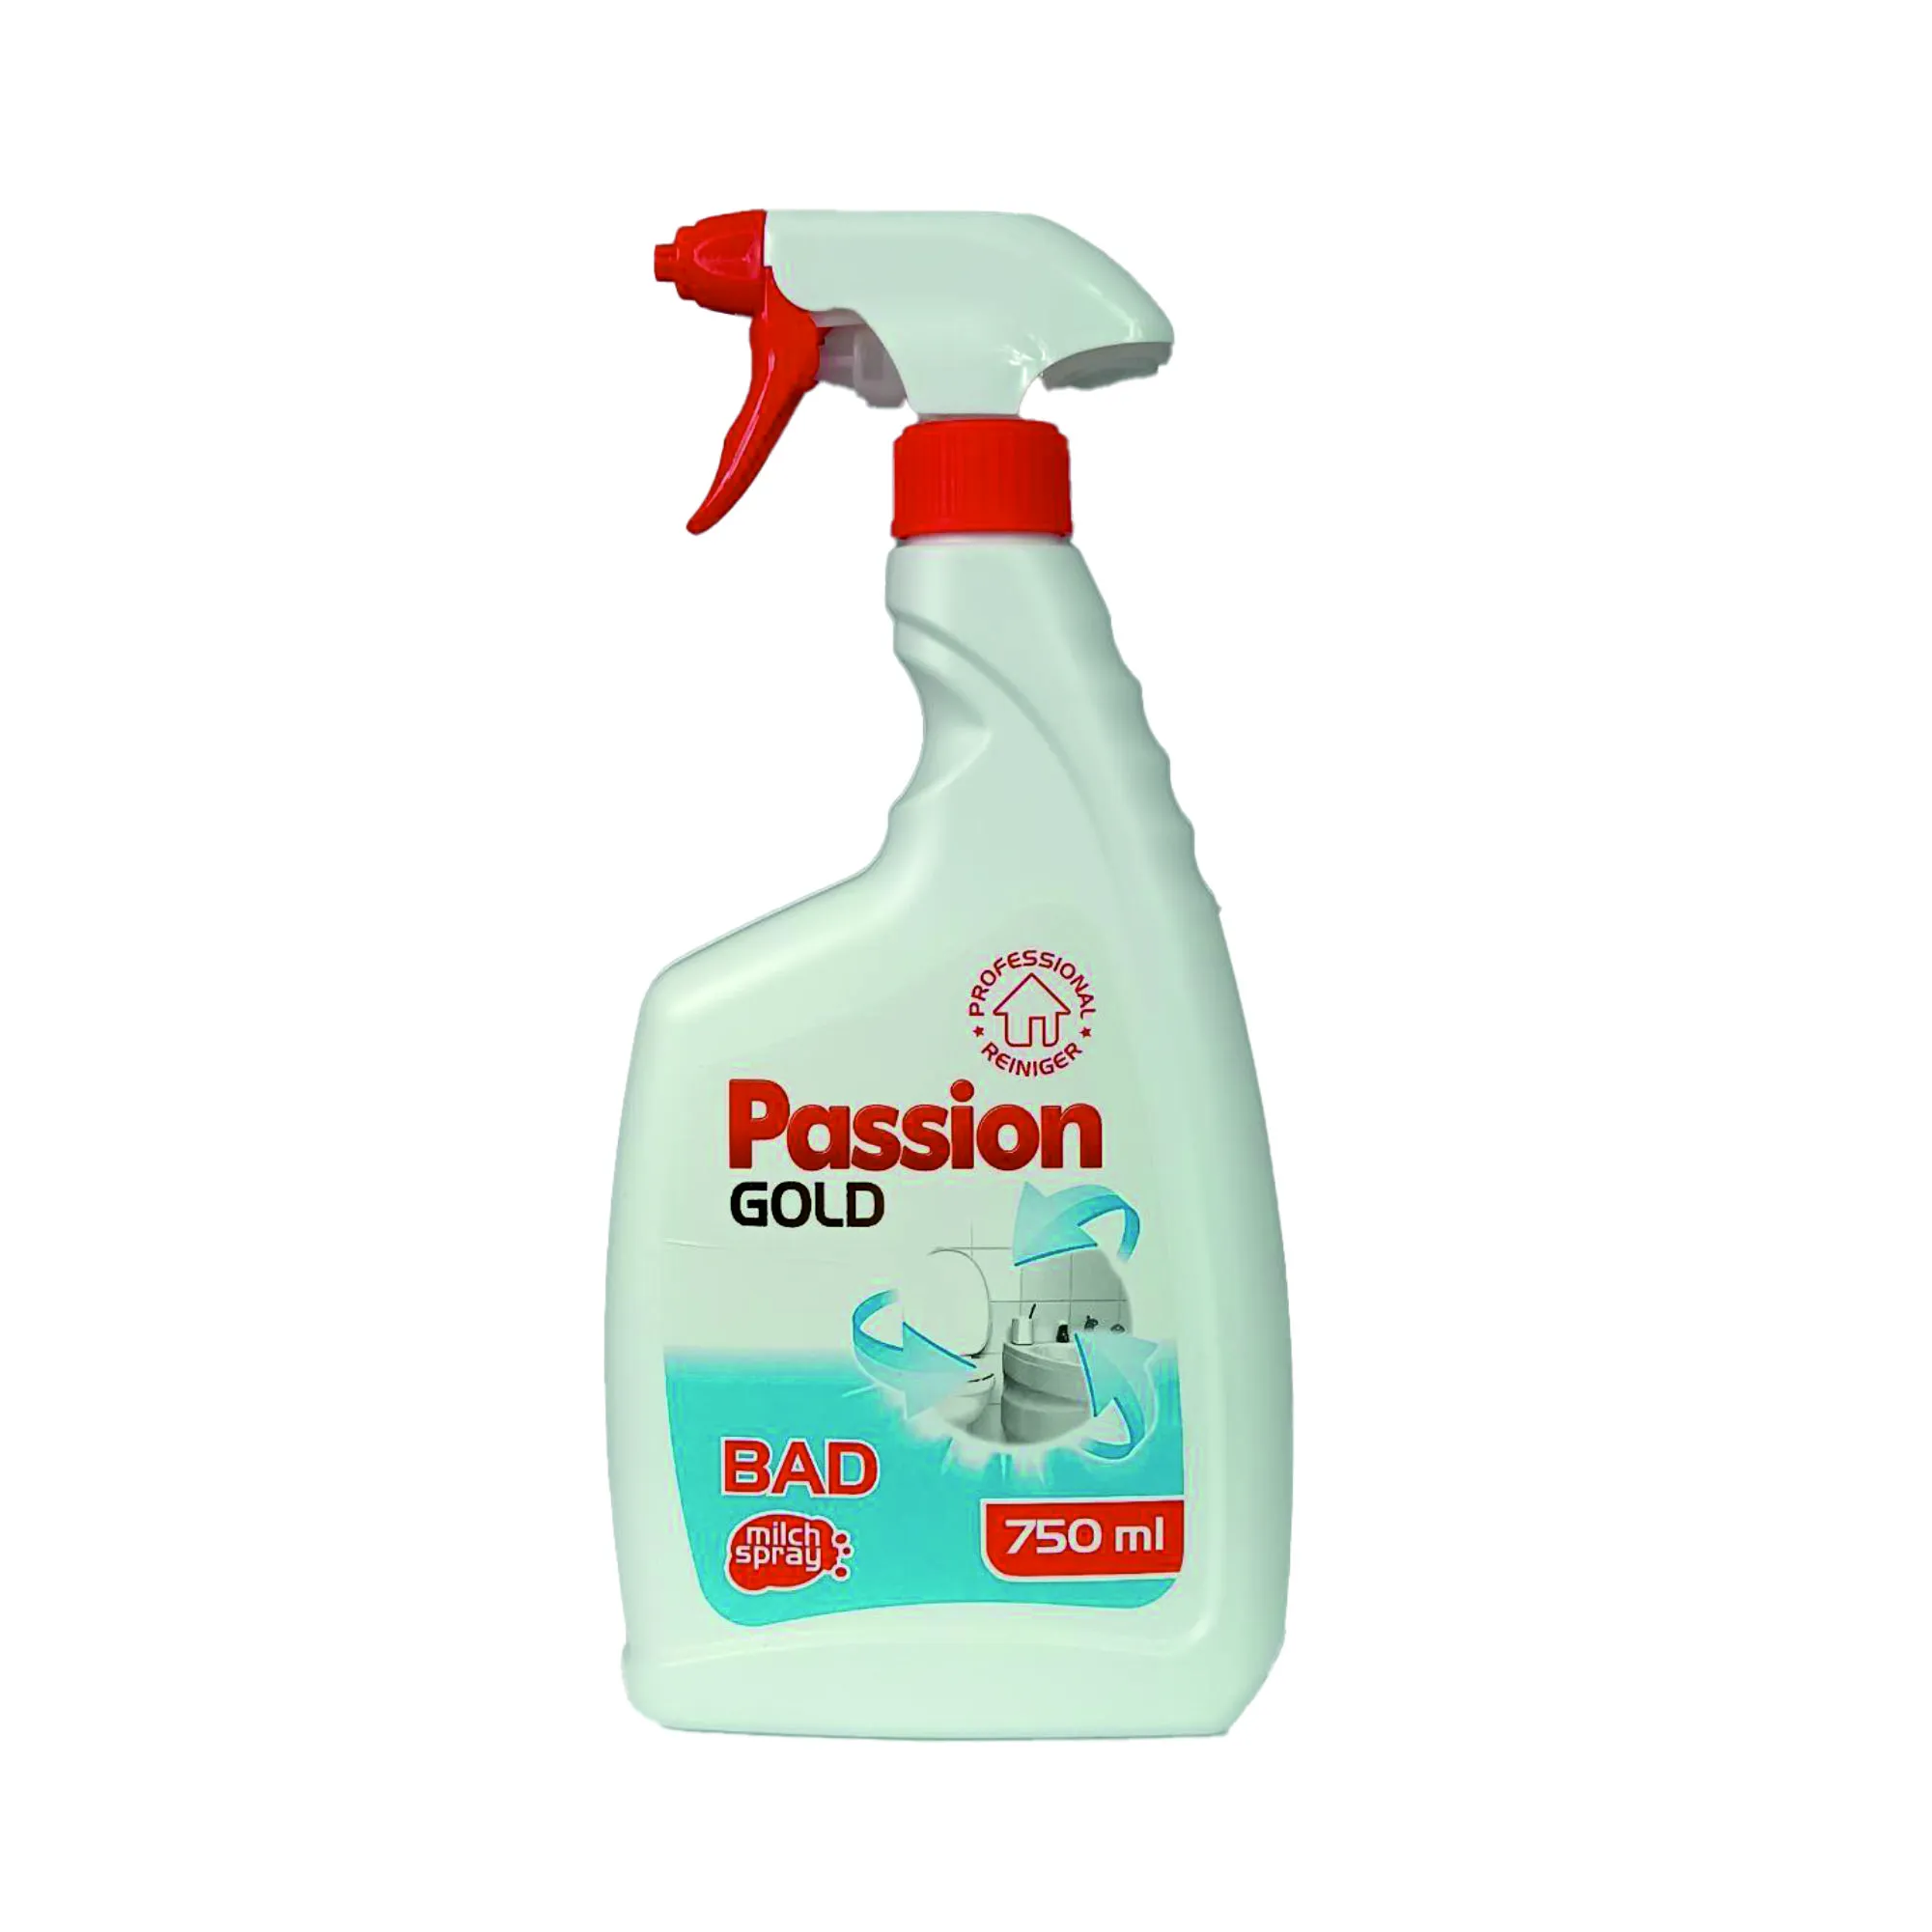 PROFESSIONAL
REINIGER
Passion
GOLD
BAD
milch
spray
750 ml